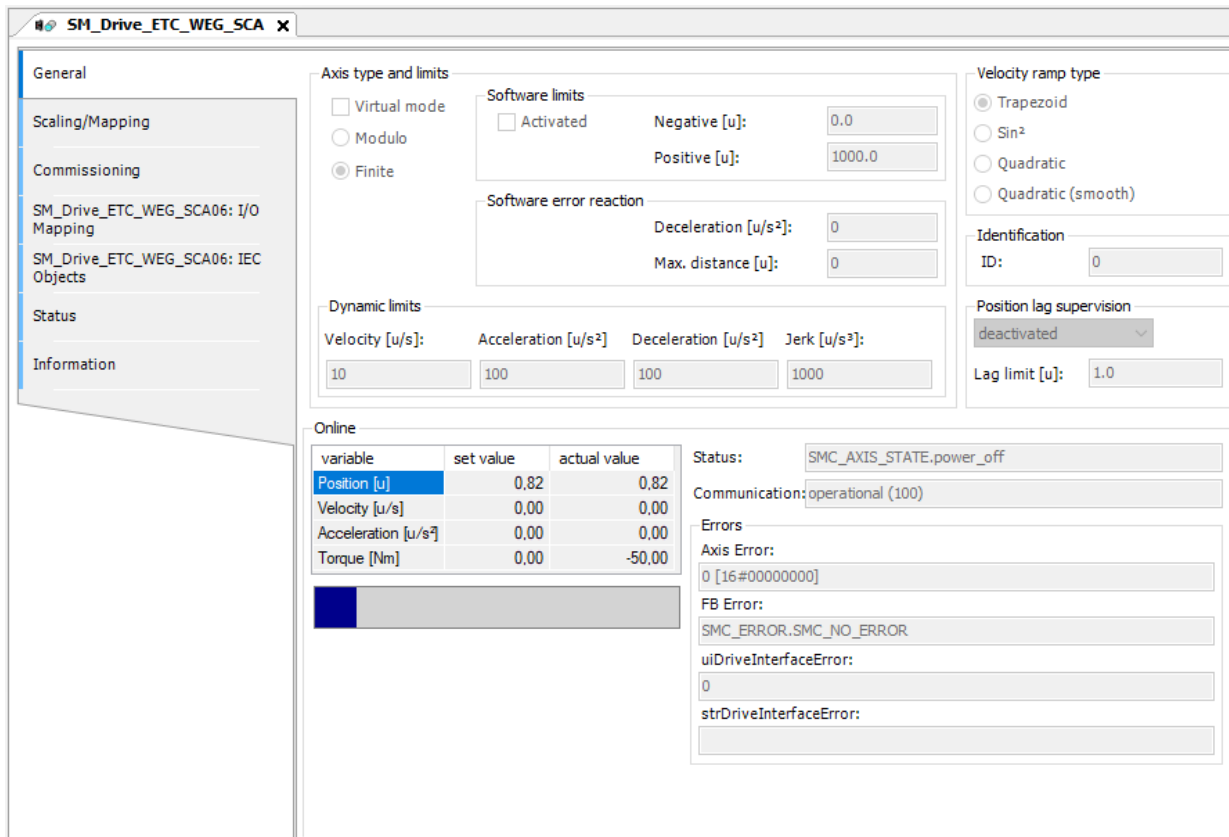 SM_Drive_ETC_WEG_SCA X
General
Scaling/Mapping
Commissioning
SM_Drive_ETC_WEG_SCA06: I/O
Mapping
SM_Drive_ETC_WEG_SCA06: IEC
Objects
Status
Information
Axis type and limits
Virtual mode
Modulo
Finite
Software limits
Activated
Negative [u]: 0.0
Positive [u]: 1000.0
Software error reaction
Deceleration [u/s²]: 0
Max. distance [u]: 0
Dynamic limits
Velocity [u/s]: Acceleration [u/s²] Deceleration [u/s²] Jerk [u/s³]:
10 100 100 1000
Velocity ramp type
Trapezoid
Sin²
Quadratic
Quadratic (smooth)
Identification
ID: 0
Position lag supervision
deactivated
Lag limit [u]: 1.0
Online
variable set value actual value
Position [u] 0,82 0,82
Velocity [u/s] 0,00 0,00
Acceleration [u/s²] 0,00 0,00
Torque [Nm] 0,00 -50,00
Status: SMC_AXIS_STATE.power_off
Communication: operational (100)
Errors
Axis Error:
0 [16#00000000]
FB Error:
SMC_ERROR.SMC_NO_ERROR
uiDriveInterfaceError:
0
strDriveInterfaceError: